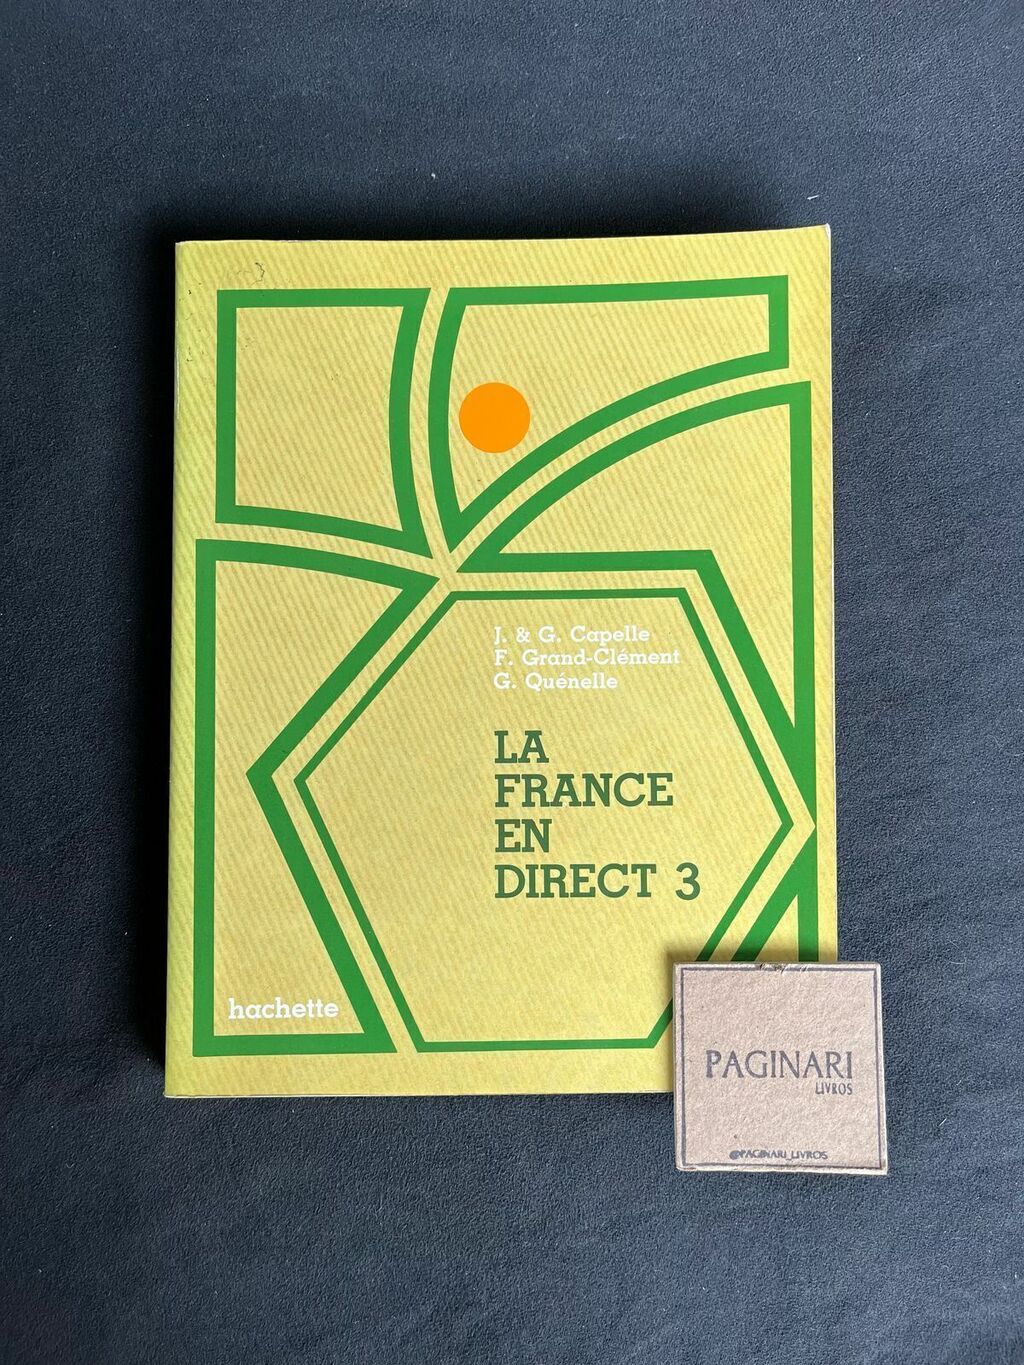 J. & G. Capelle
F. Grand-Clément
G. Quénelle
LA
FRANCE
EN
DIRECT 3
hachette
PAGINARI
LIVROS
@PAGINARI_LIVROS